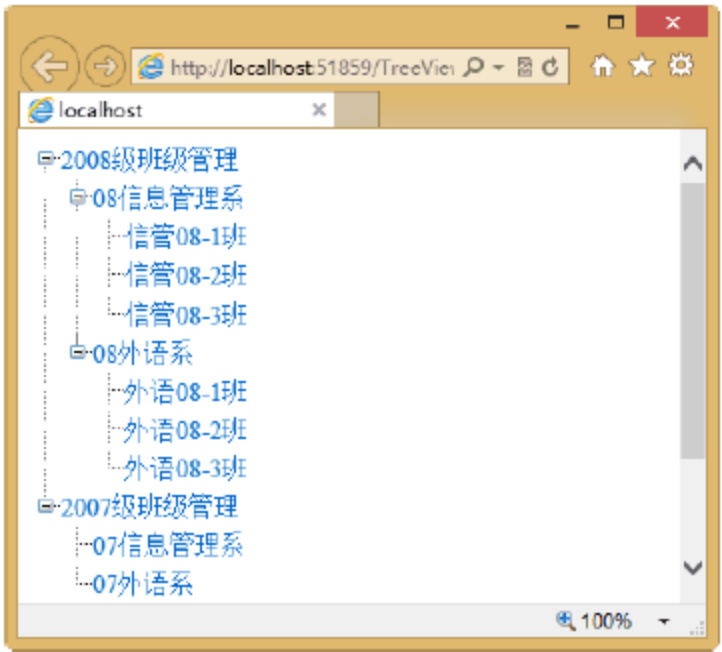 http://localhost:51859/TreeVie
localhost
2008级班级管理
08信息管理系
信管08-1班
信管08-2班
信管08-3班
08外语系
外语08-1班
外语08-2班
外语08-3班
2007级班级管理
07信息管理系
07外语系
100%